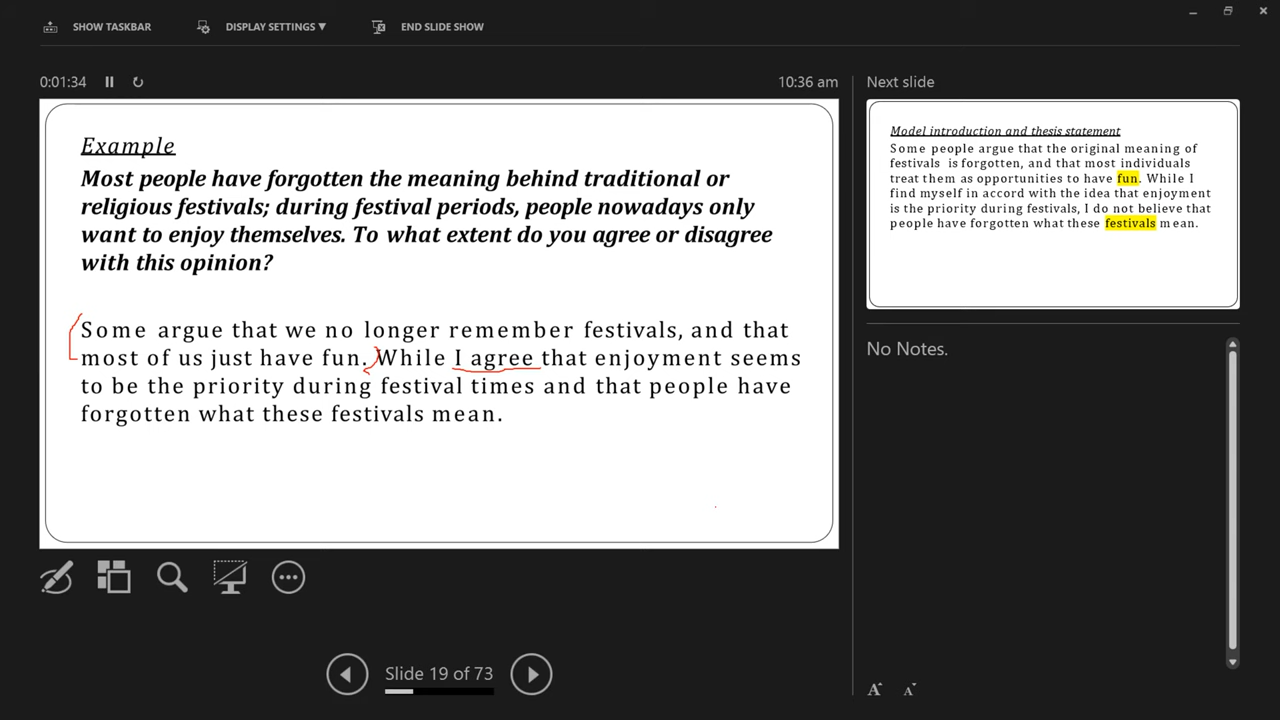 SHOW TASKBAR
DISPLAY SETTINGS ▼
END SLIDE SHOW
0:01:34
10:36 am
Example
Most people have forgotten the meaning behind traditional or
religious festivals; during festival periods, people nowadays only
want to enjoy themselves. To what extent do you agree or disagree
with this opinion?
Some argue that we no longer remember festivals, and that
most of us just have fun. While I agree that enjoyment seems
to be the priority during festival times and that people have
forgotten what these festivals mean.
Slide 19 of 73
Next slide
Model introduction and thesis statement
Some people argue that the original meaning of
festivals is forgotten, and that most individuals
treat them as opportunities to have fun. While I
find myself in accord with the idea that enjoyment
is the priority during festivals, I do not believe that
people have forgotten what these festivals mean.
No Notes.
A A